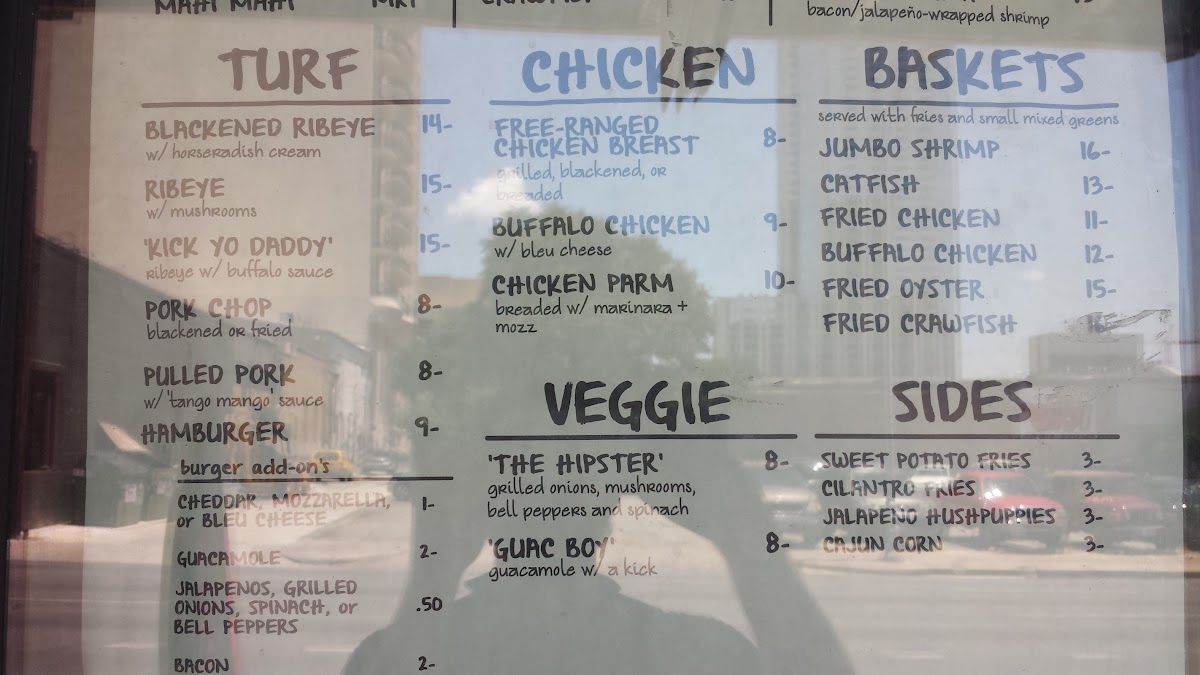 MAHI MAHI MKT
bacon/jalapeño-wrapped shrimp
TURF
BLACKENED RIBEYE 14-
w/ horseradish cream
RIBEYE 15-
w/ mushrooms
'KICK YO DADDY' 15-
ribeye w/ buffalo sauce
PORK CHOP 8-
blackened or fried
PULLED PORK 8-
w/ 'tango mango' sauce
HAMBURGER 9-
burger add-on's
CHEDDAR, MOZZARELLA, 1-
or BLEU CHEESE
GUACAMOLE 2-
JALAPENOS, GRILLED
ONIONS, SPINACH, or .50
BELL PEPPERS
BACON 2-
CHICKEN
FREE-RANGED
CHICKEN BREAST 8-
grilled, blackened, or
breaded
BUFFALO CHICKEN 9-
w/ bleu cheese
CHICKEN PARM 10-
breaded w/ marinara +
mozz
VEGGIE
'THE HIPSTER' 8-
grilled onions, mushrooms,
bell peppers and spinach
'GUAC BOY' 8-
guacamole w/ a kick
BASKETS
served with fries and small mixed greens
JUMBO SHRIMP 16-
CATFISH 13-
FRIED CHICKEN 11-
BUFFALO CHICKEN 12-
FRIED OYSTER 15-
FRIED CRAWFISH
SIDES
SWEET POTATO FRIES 3-
CILANTRO FRIES 3-
JALAPENO HUSHPUPPIES 3-
CAJUN CORN 3-